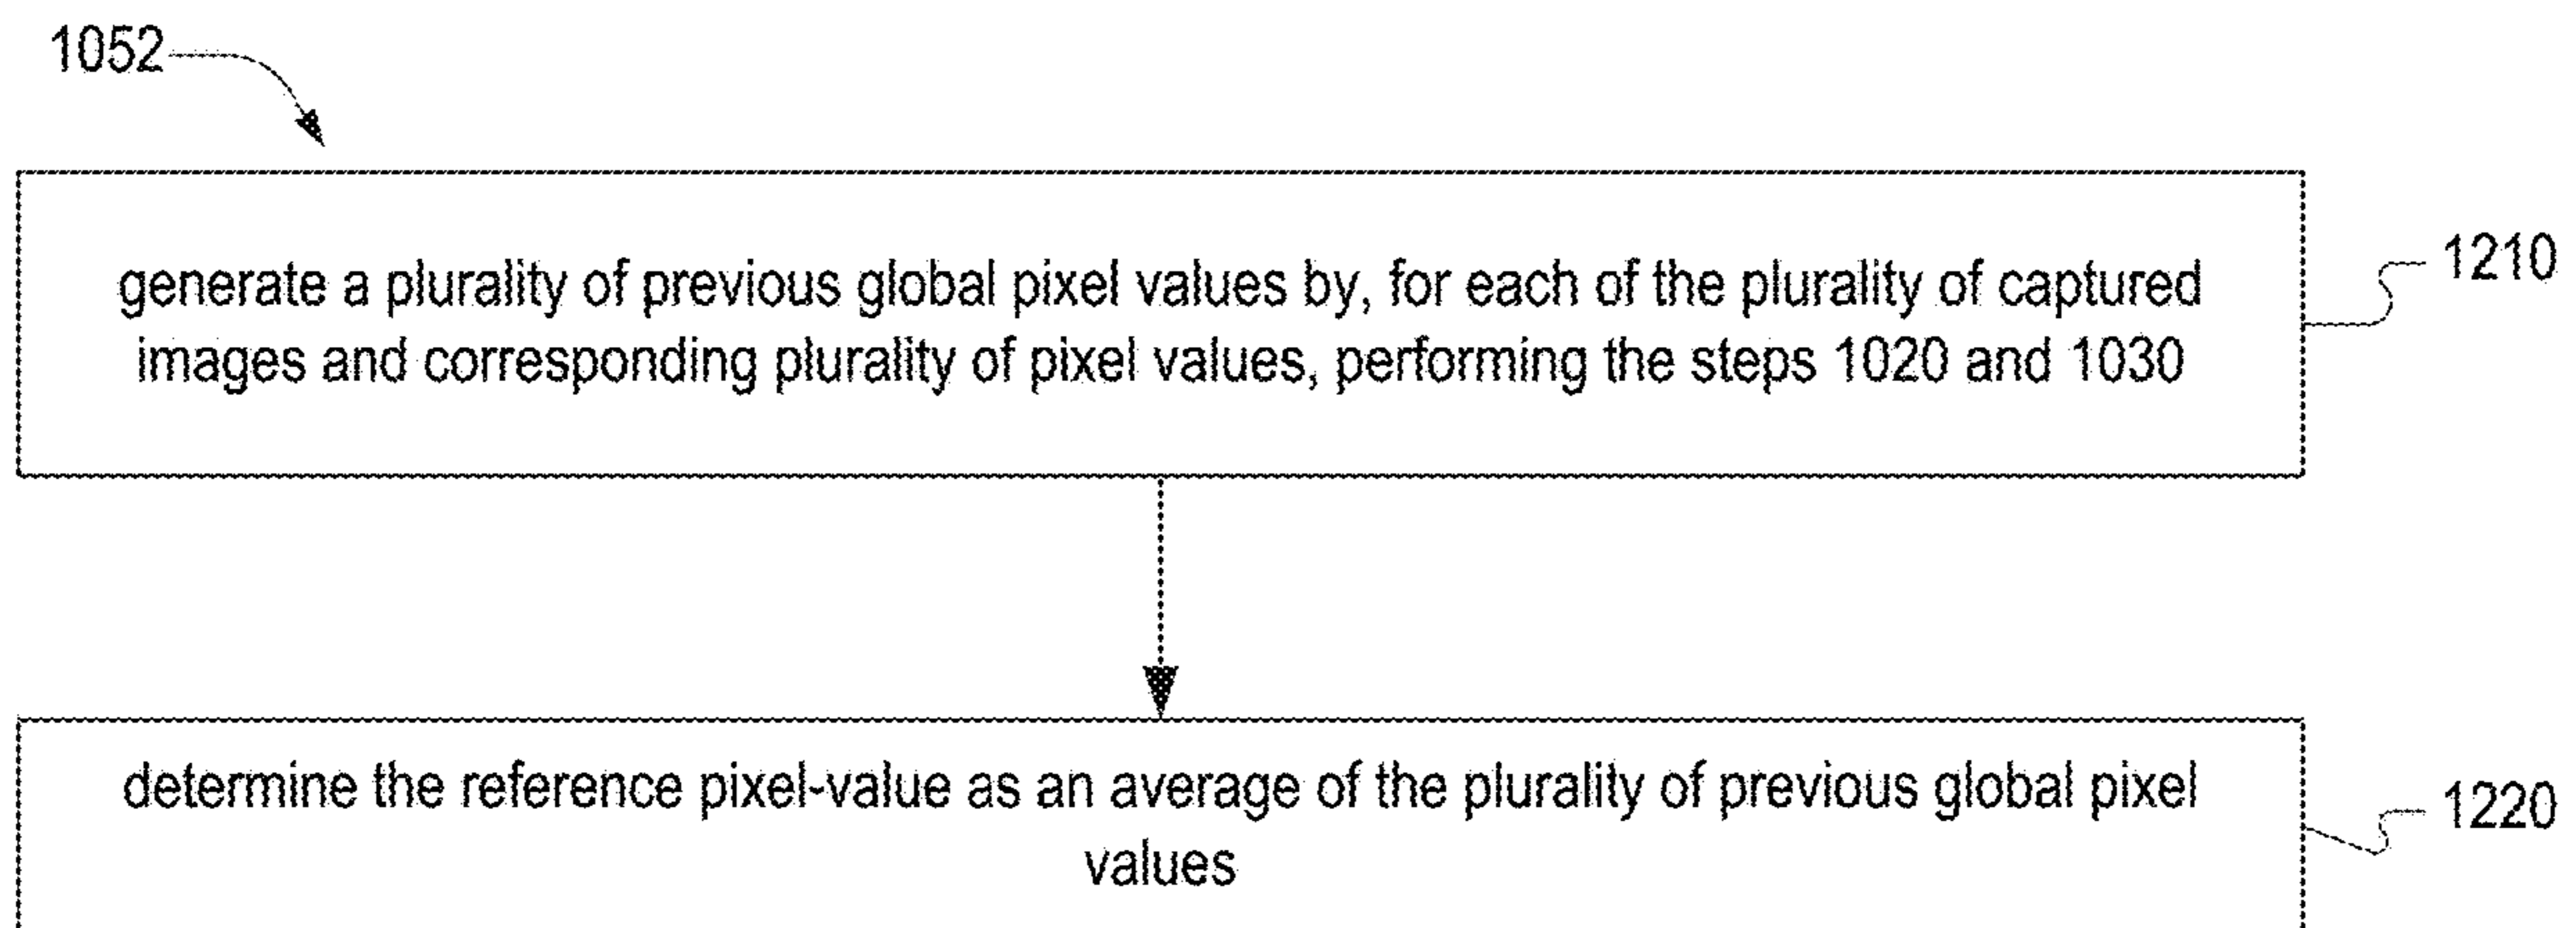 1052
generate a plurality of previous global pixel values by, for each of the plurality of captured
images and corresponding plurality of pixel values, performing the steps 1020 and 1030
1210
determine the reference pixel-value as an average of the plurality of previous global pixel
values
1220